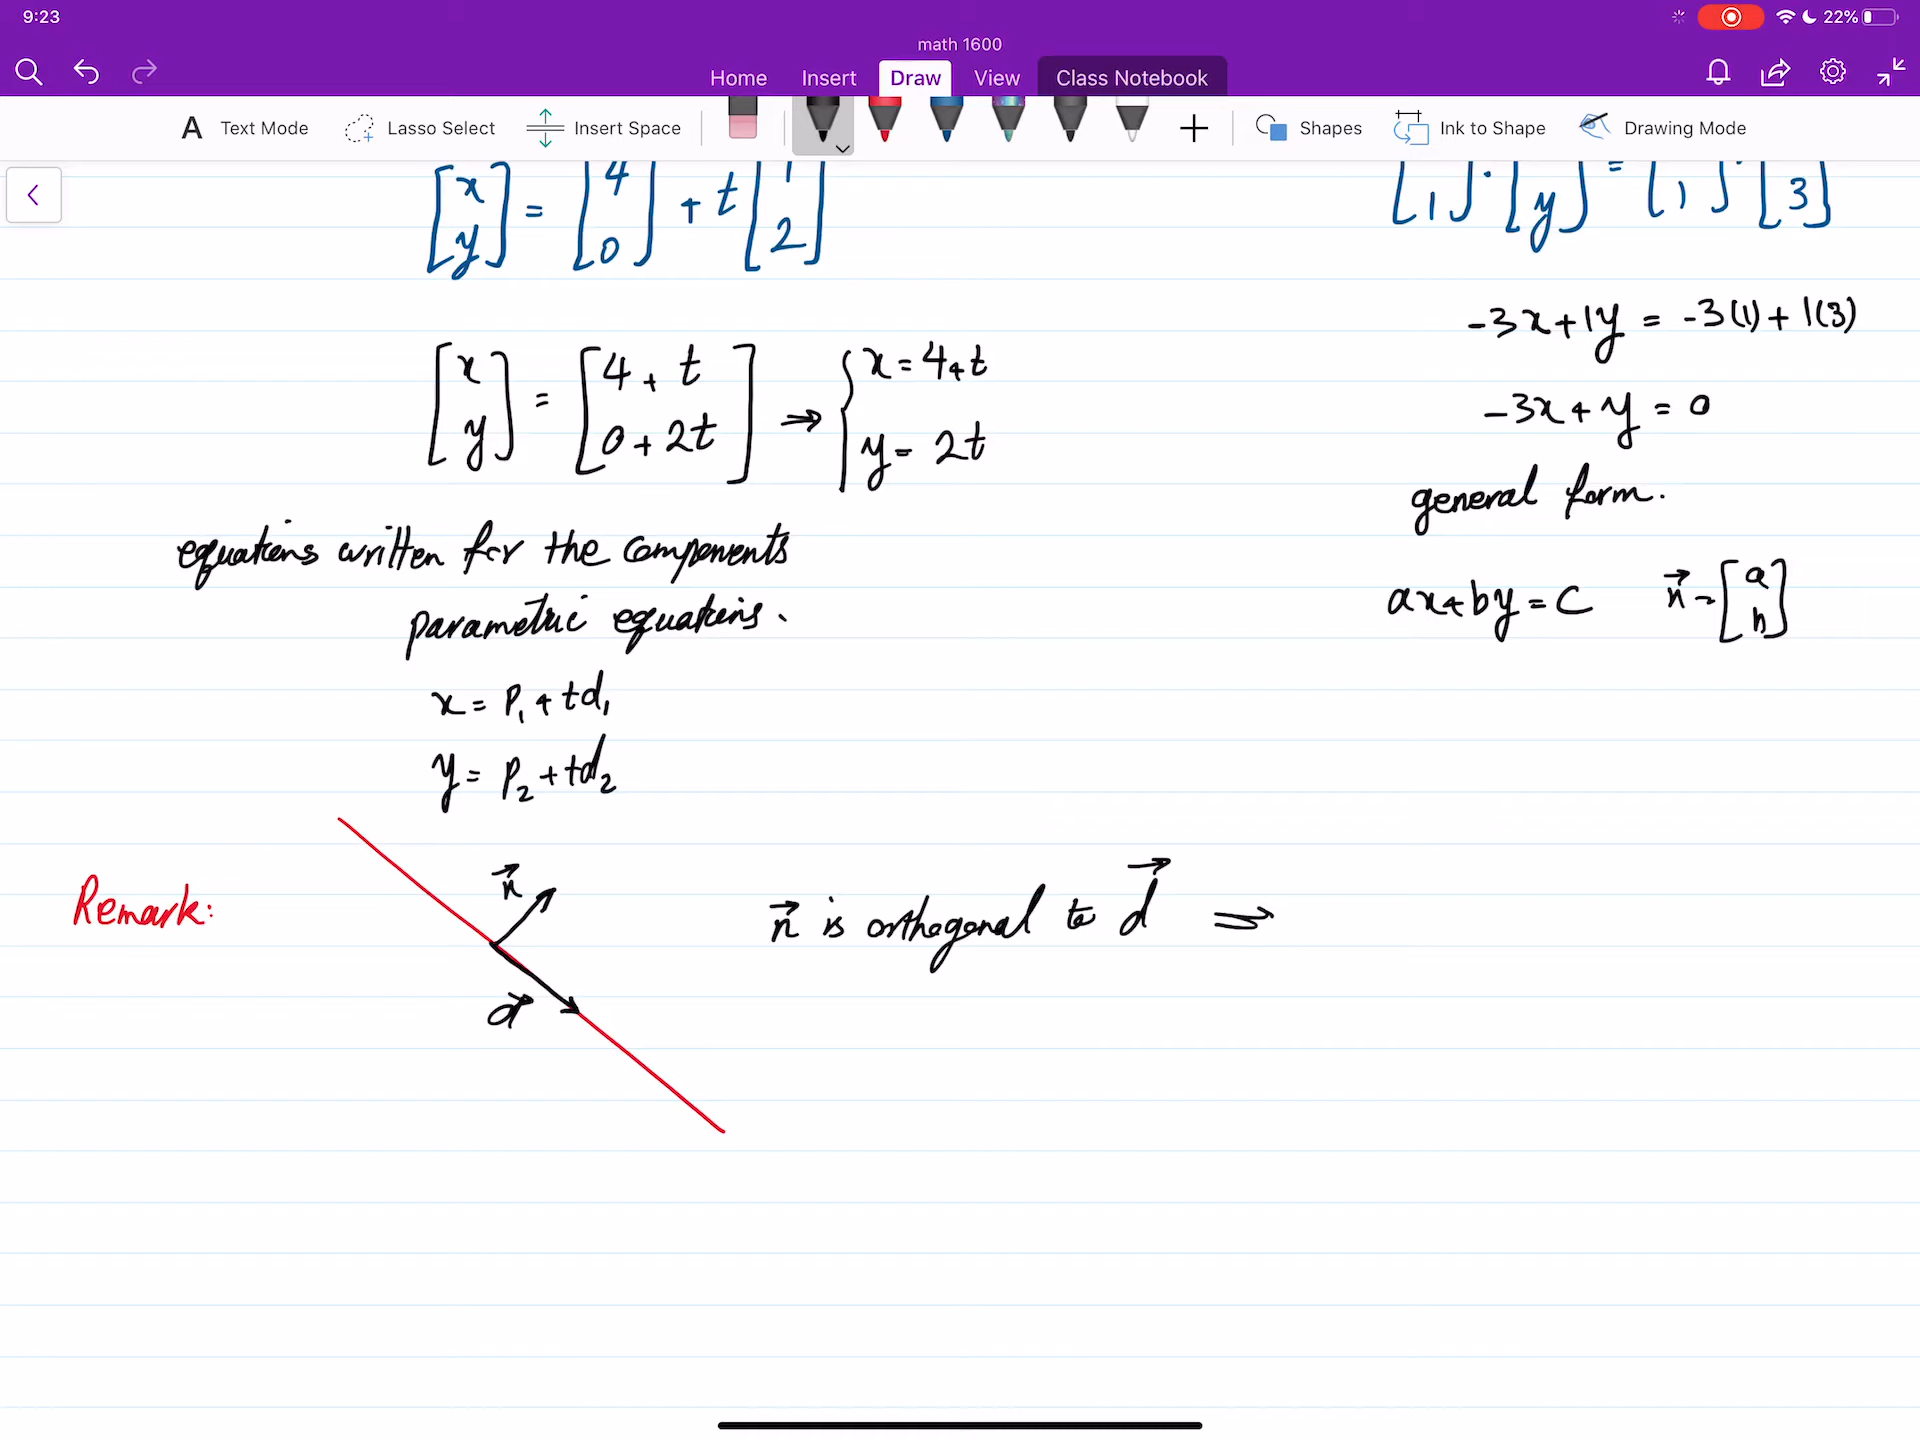 9:23
22%
math 1600
Home Insert Draw View Class Notebook
Text Mode Lasso Select Insert Space Shapes Ink to Shape Drawing Mode
[x y] = [4 0] + t [1 2]
[x y] = [4 + t 0 + 2t] ⇒ { x = 4 + t y = 2t
equations written for the components
parametric equations.
x = p₁ + td₁
y = p₂ + td₂
[1] · [y] = [1] · [3]
-3x + 1y = -3(1) + 1(3)
-3x + y = 0
general form.
ax + by = c n⃗ = [a b]
Remark:
n⃗
d⃗
n⃗ is orthogonal to d⃗ ⇒